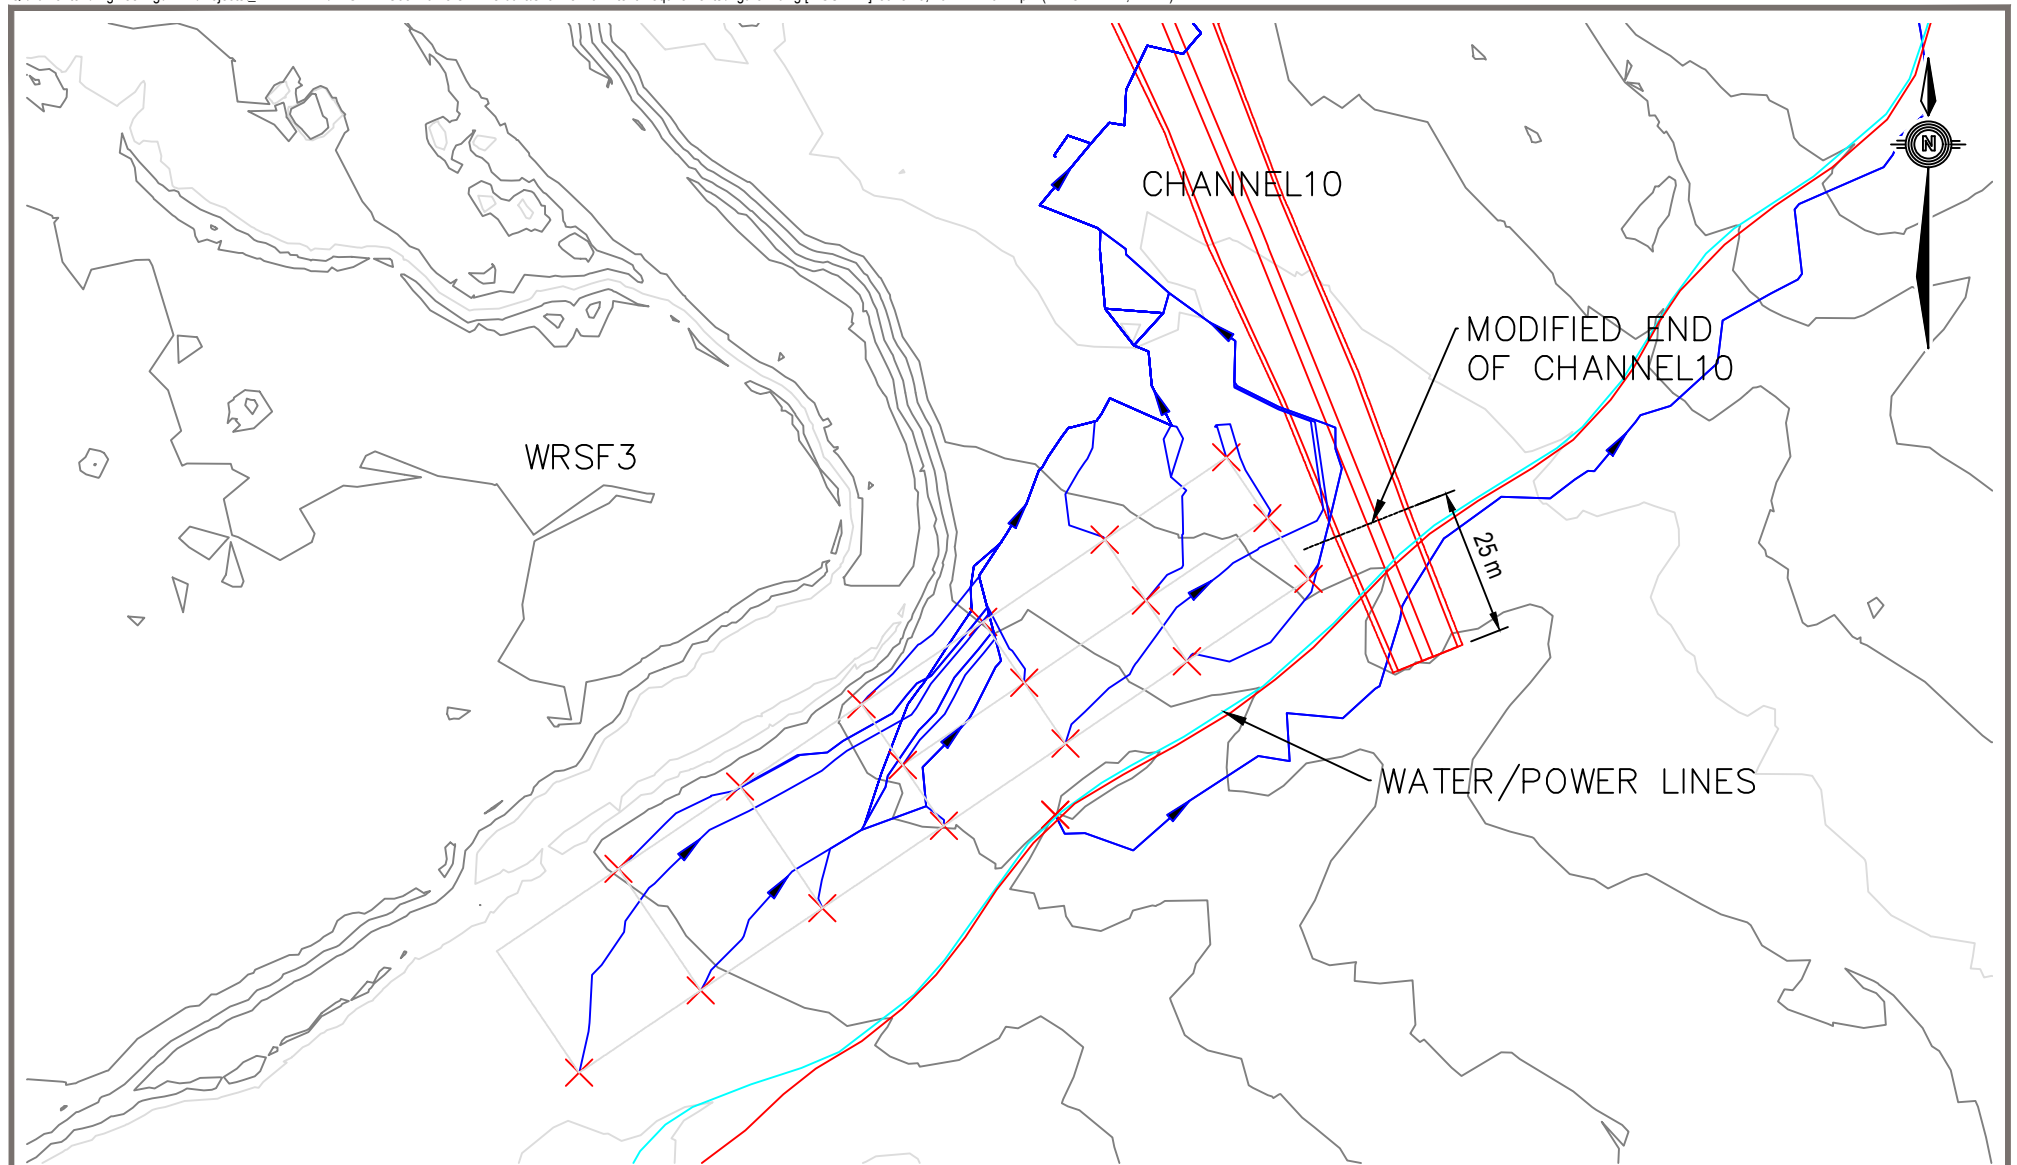 CHANNEL10
MODIFIED END
OF CHANNEL10
WRSF3
25 m
WATER/POWER LINES
N